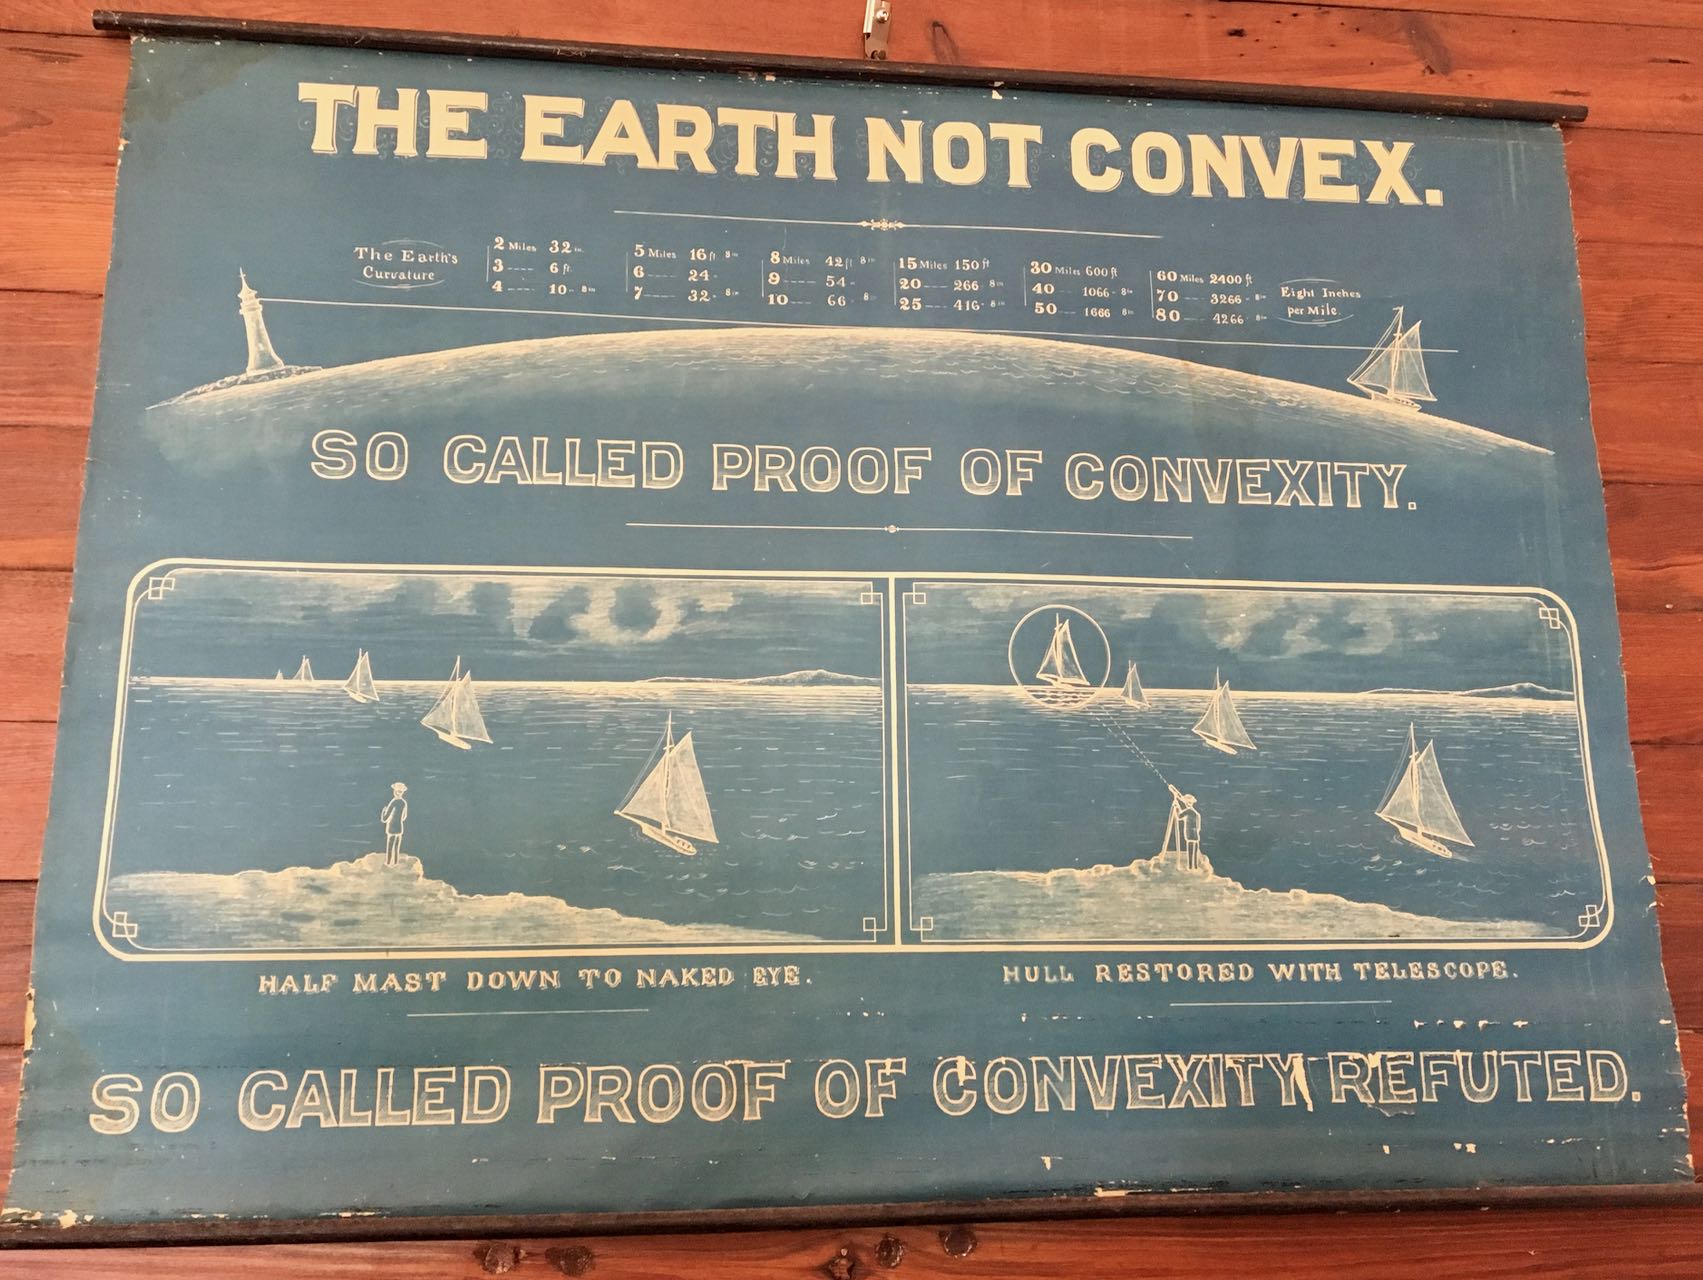 THE EARTH NOT CONVEX.
The Earth's
Curvature
2 Miles 32 in.
3 ---- 6 ft.
4 ---- 10 - 8 in
5 Miles 16 ft 8 in
6 ---- 24 -
7 ---- 32 - 8 in
8 Miles 42 ft 8 in
9 ---- 54 -
10 ---- 66 - 8
15 Miles 150 ft
20 --- 266 8 in
25 --- 416 - 8 in
30 Miles 600 ft
40 --- 1066 - 8 in
50 --- 1666 8 in
60 Miles 2400 ft
70 --- 3266 - 8 in
80 --- 4266 8 in
Eight Inches
per Mile.
SO CALLED PROOF OF CONVEXITY.
HALF MAST DOWN TO NAKED EYE.
HULL RESTORED WITH TELESCOPE.
SO CALLED PROOF OF CONVEXITY REFUTED.